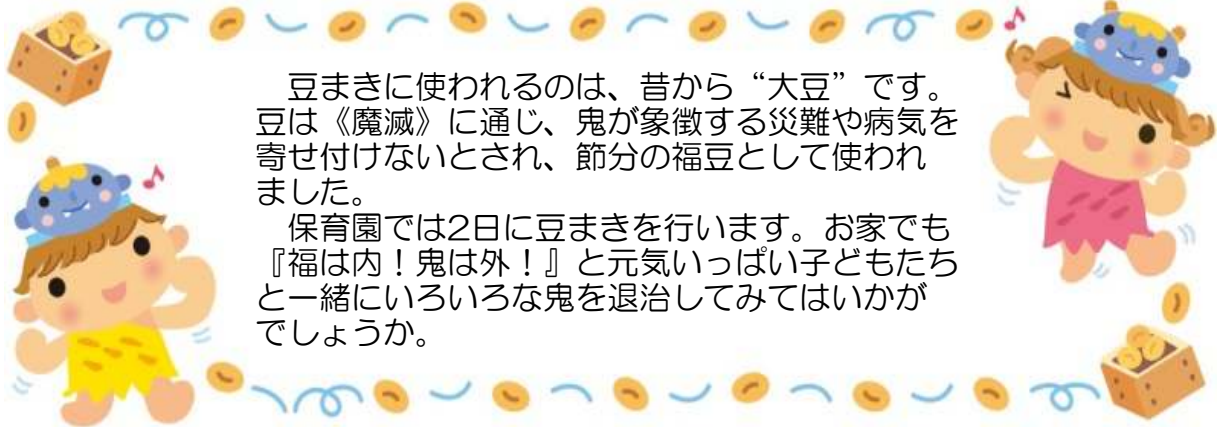 豆まきに使われるのは、昔から“大豆”です。
豆は《魔滅》に通じ、鬼が象徴する災難や病気を
寄せ付けないとされ、節分の福豆として使われ
ました。
　保育園では2日に豆まきを行います。お家でも
『福は内！鬼は外！』と元気いっぱい子どもたち
と一緒にいろいろな鬼を退治してみてはいかが
でしょうか。